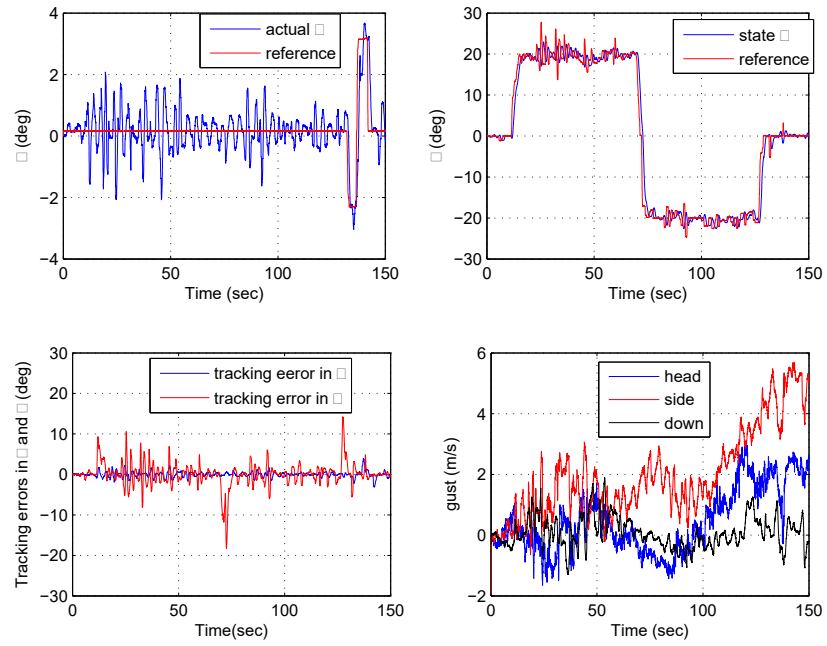 actual □
reference
4
2
0
−2
−4
□ (deg)
0
50
100
150
Time (sec)
state □
reference
30
20
10
0
−10
−20
−30
□ (deg)
0
50
100
150
Time (sec)
tracking eerror in □
tracking error in □
30
20
10
0
−10
−20
−30
Tracking errors in □ and □ (deg)
0
50
100
150
Time(sec)
head
side
down
6
4
2
0
−2
gust (m/s)
0
50
100
150
Time (sec)